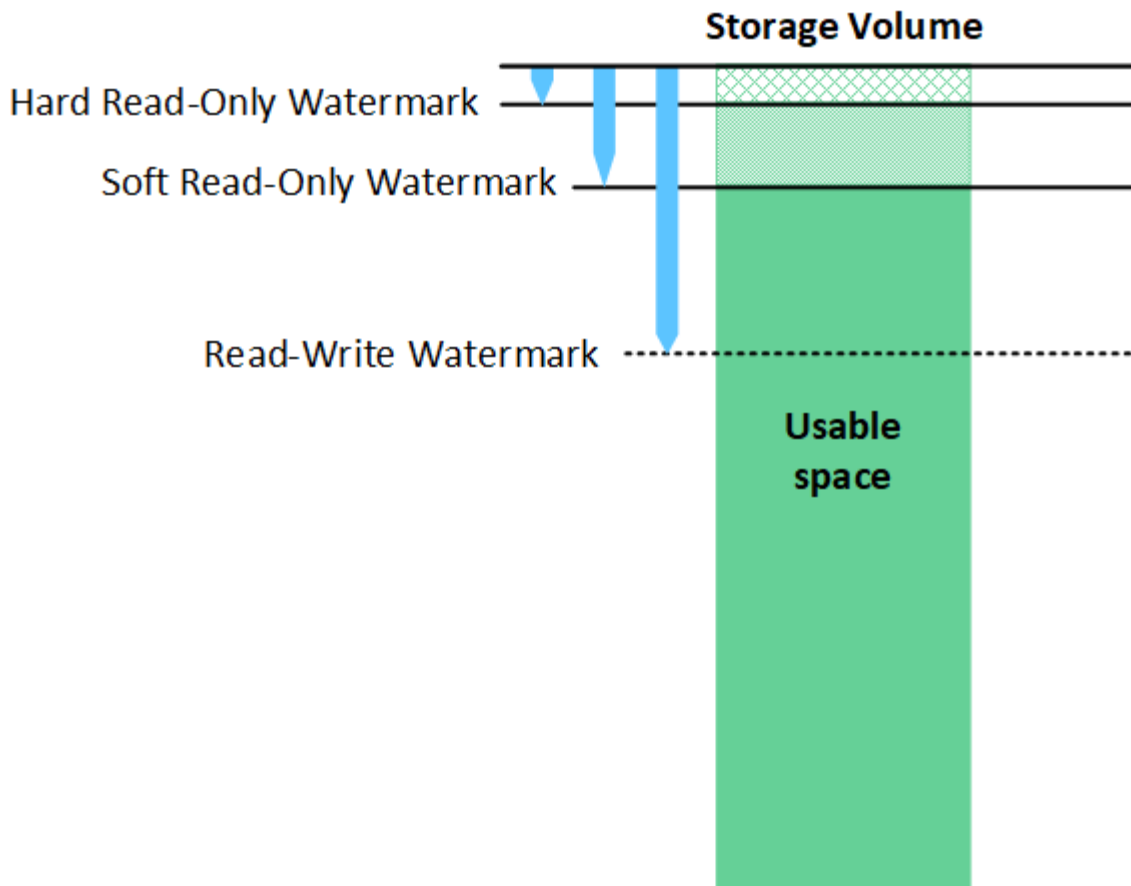 Storage Volume
Hard Read-Only Watermark
Soft Read-Only Watermark
Read-Write Watermark
Usable
space